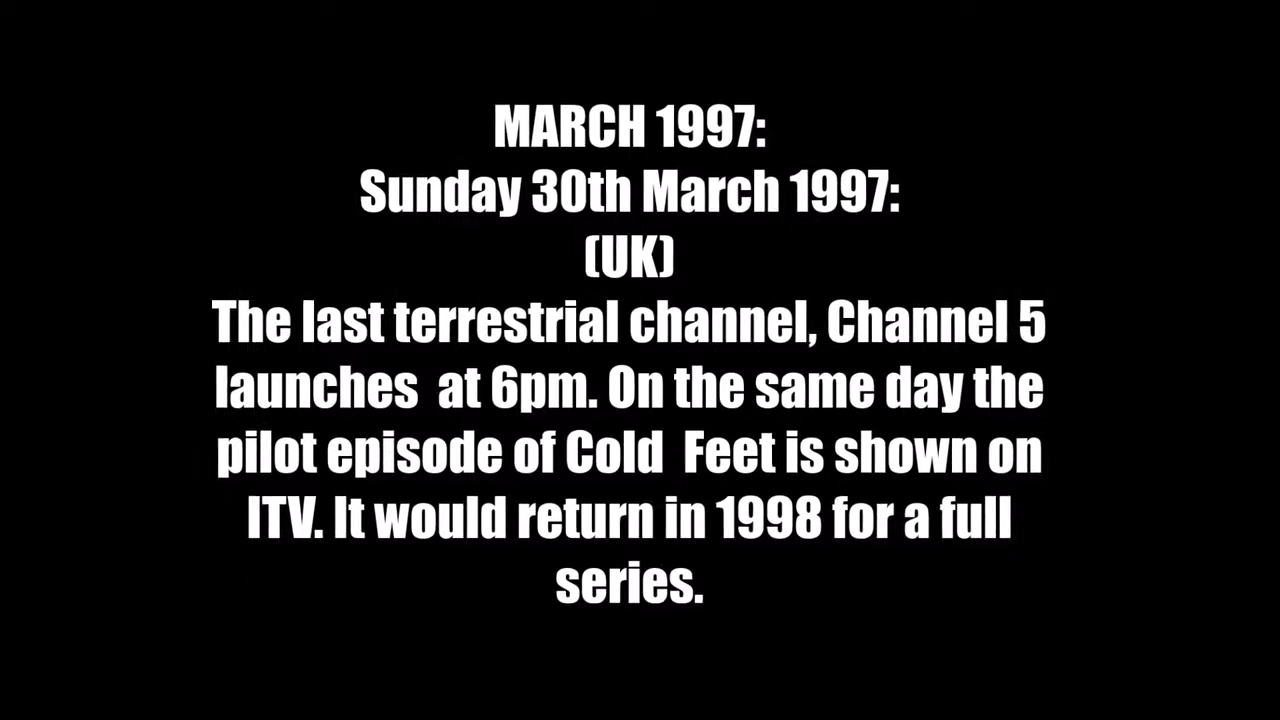 MARCH 1997:
Sunday 30th March 1997:
(UK)
The last terrestrial channel, Channel 5
launches  at 6pm. On the same day the
pilot episode of Cold  Feet is shown on
ITV. It would return in 1998 for a full
series.